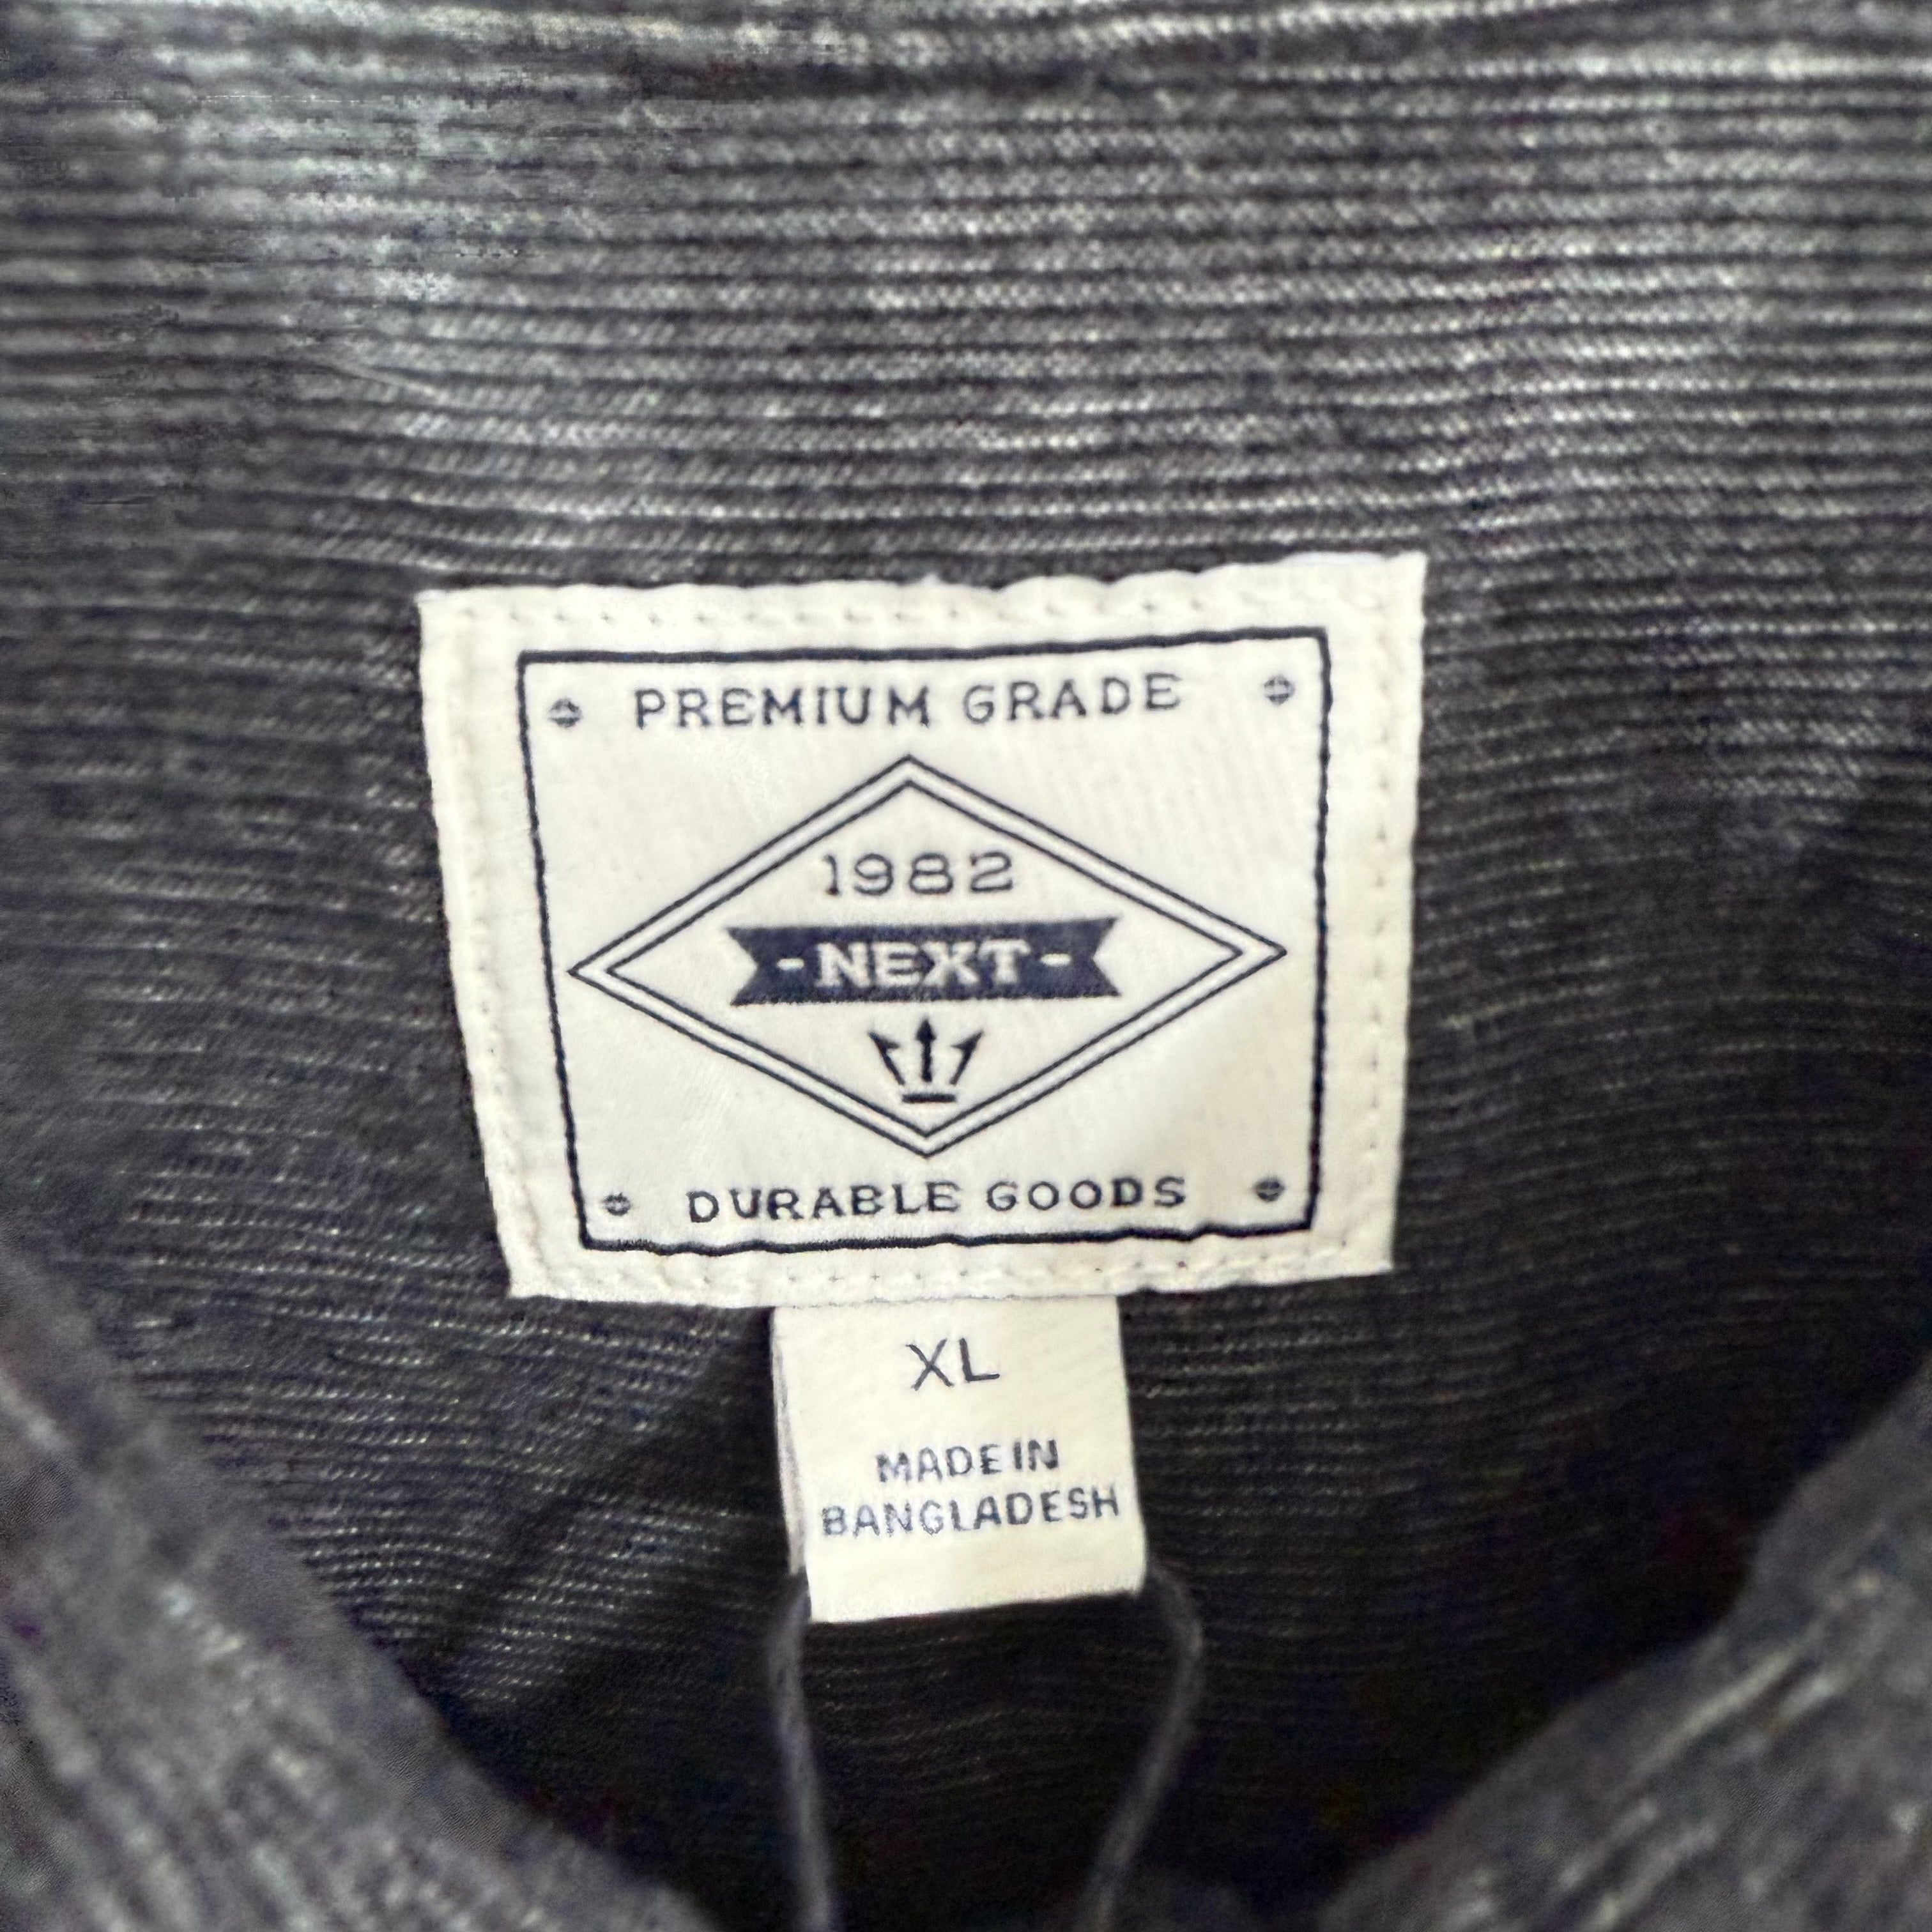 PREMIUM GRADE
1982
-NEXT-
DURABLE GOODS
XL
MADE IN
BANGLADESH